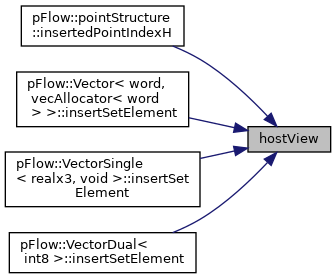 pFlow::pointStructure
::insertedPointIndexH
pFlow::Vector< word,
vecAllocator< word
> >::insertSetElement
hostView
pFlow::VectorSingle
< realx3, void >::insertSet
Element
pFlow::VectorDual<
int8 >::insertSetElement